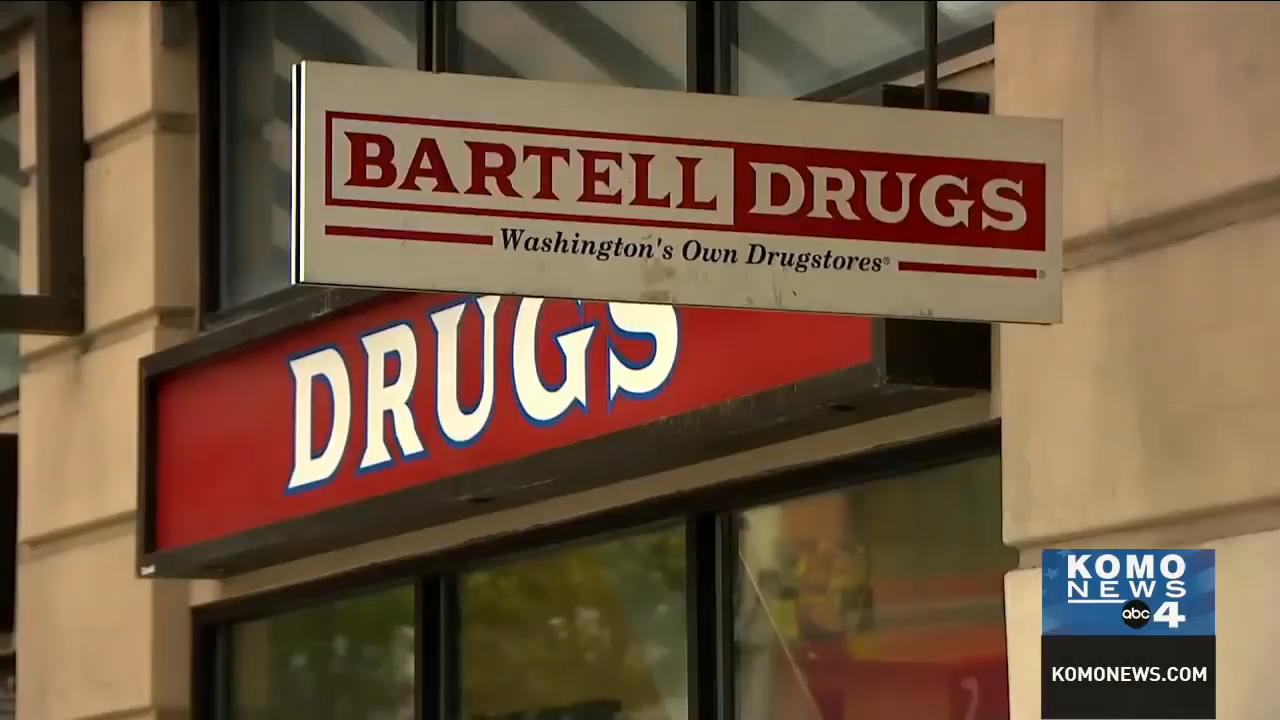 BARTELL DRUGS
Washington's Own Drugstores®
DRUGS
KOMO
NEWS
abc 4
KOMONEWS.COM